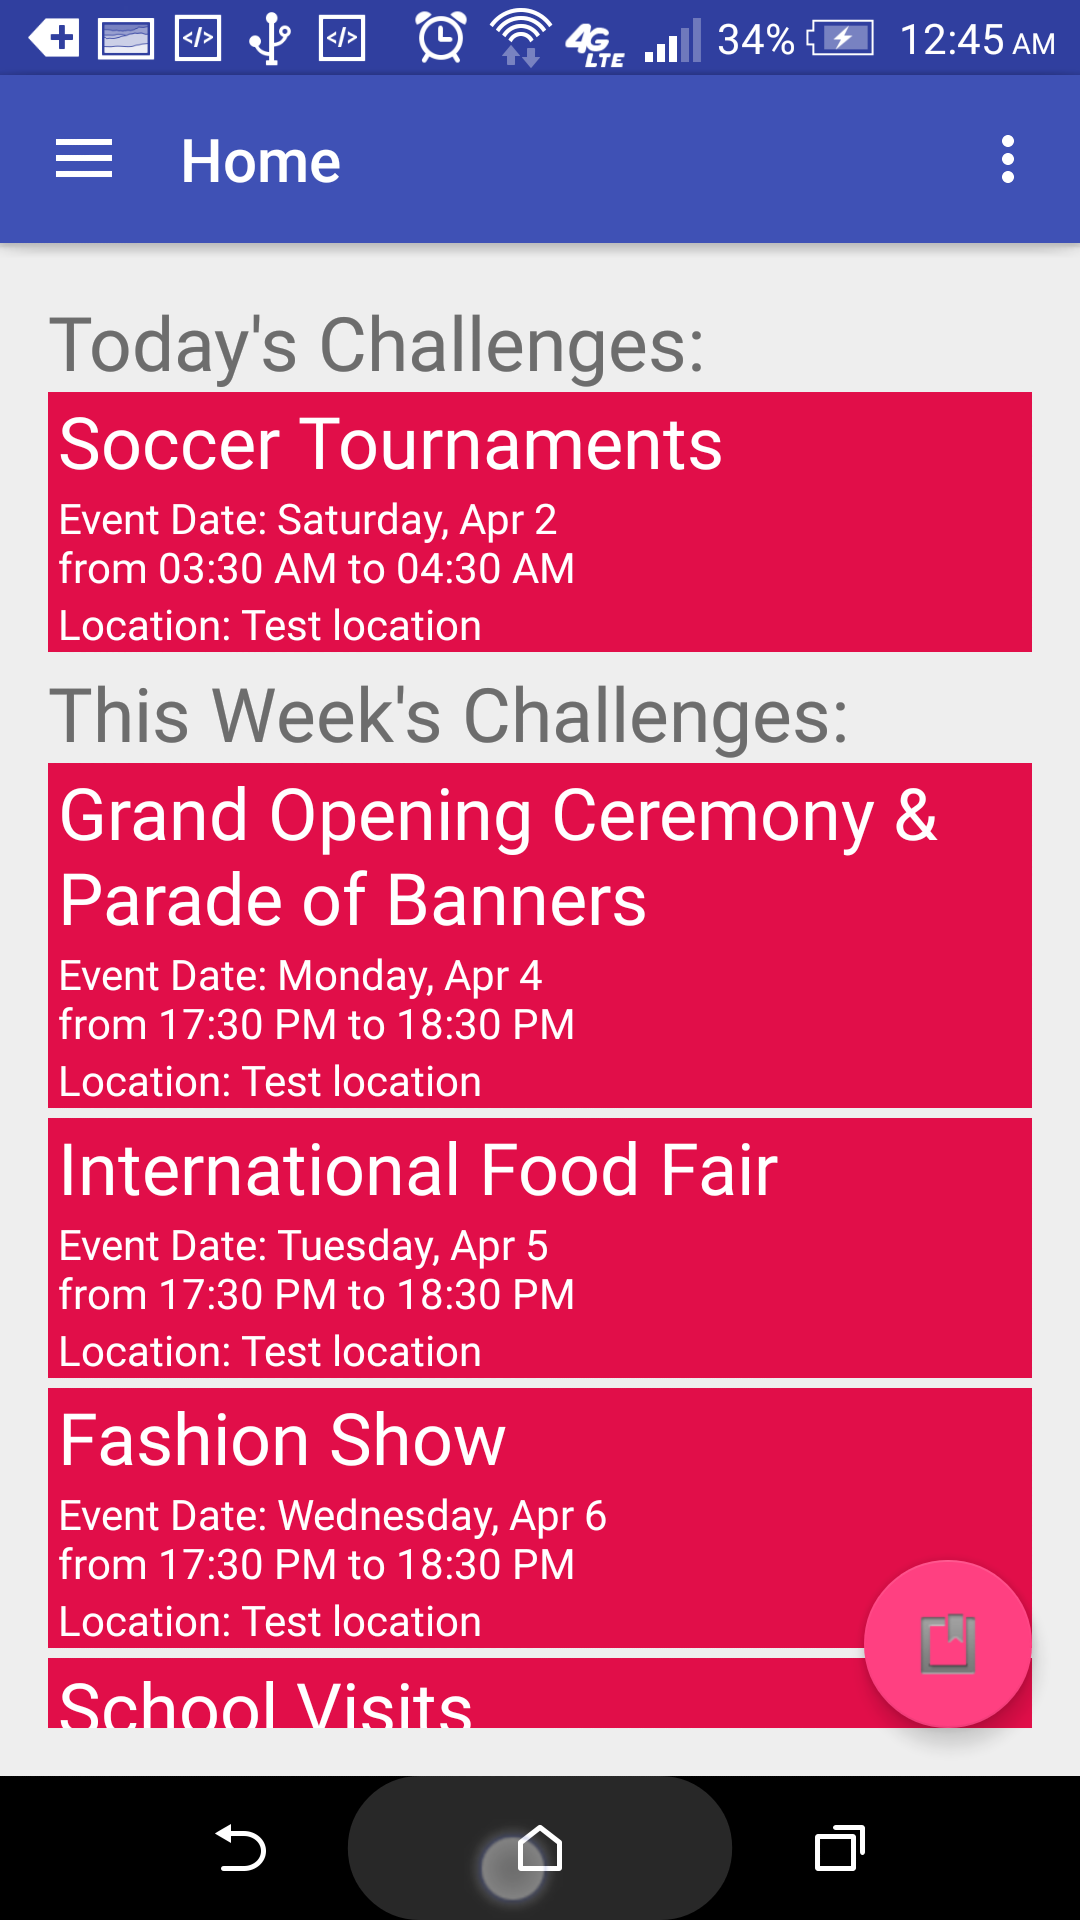 4G LTE 34% 12:45 AM
Home
Today's Challenges:
Soccer Tournaments
Event Date: Saturday, Apr 2
from 03:30 AM to 04:30 AM
Location: Test location
This Week's Challenges:
Grand Opening Ceremony &
Parade of Banners
Event Date: Monday, Apr 4
from 17:30 PM to 18:30 PM
Location: Test location
International Food Fair
Event Date: Tuesday, Apr 5
from 17:30 PM to 18:30 PM
Location: Test location
Fashion Show
Event Date: Wednesday, Apr 6
from 17:30 PM to 18:30 PM
Location: Test location
School Visits